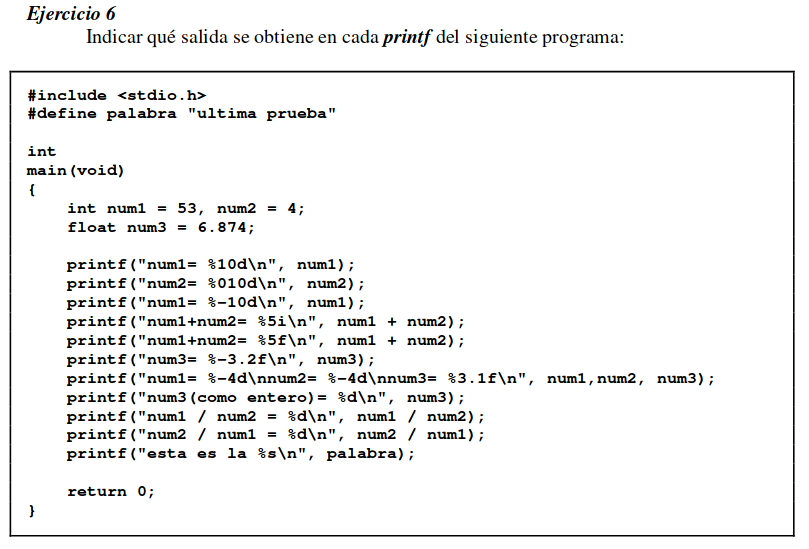 Ejercicio 6
Indicar qué salida se obtiene en cada printf del siguiente programa:
#include <stdio.h>
#define palabra "ultima prueba"
int
main(void)
{
int num1 = 53, num2 = 4;
float num3 = 6.874;
printf("num1= %10d\n", num1);
printf("num2= %010d\n", num2);
printf("num1= %-10d\n", num1);
printf("num1+num2= %5i\n", num1 + num2);
printf("num1+num2= %5f\n", num1 + num2);
printf("num3= %-3.2f\n", num3);
printf("num1= %-4d\nnum2= %-4d\nnum3= %3.1f\n", num1,num2, num3);
printf("num3(como entero)= %d\n", num3);
printf("num1 / num2 = %d\n", num1 / num2);
printf("num2 / num1 = %d\n", num2 / num1);
printf("esta es la %s\n", palabra);
return 0;
}